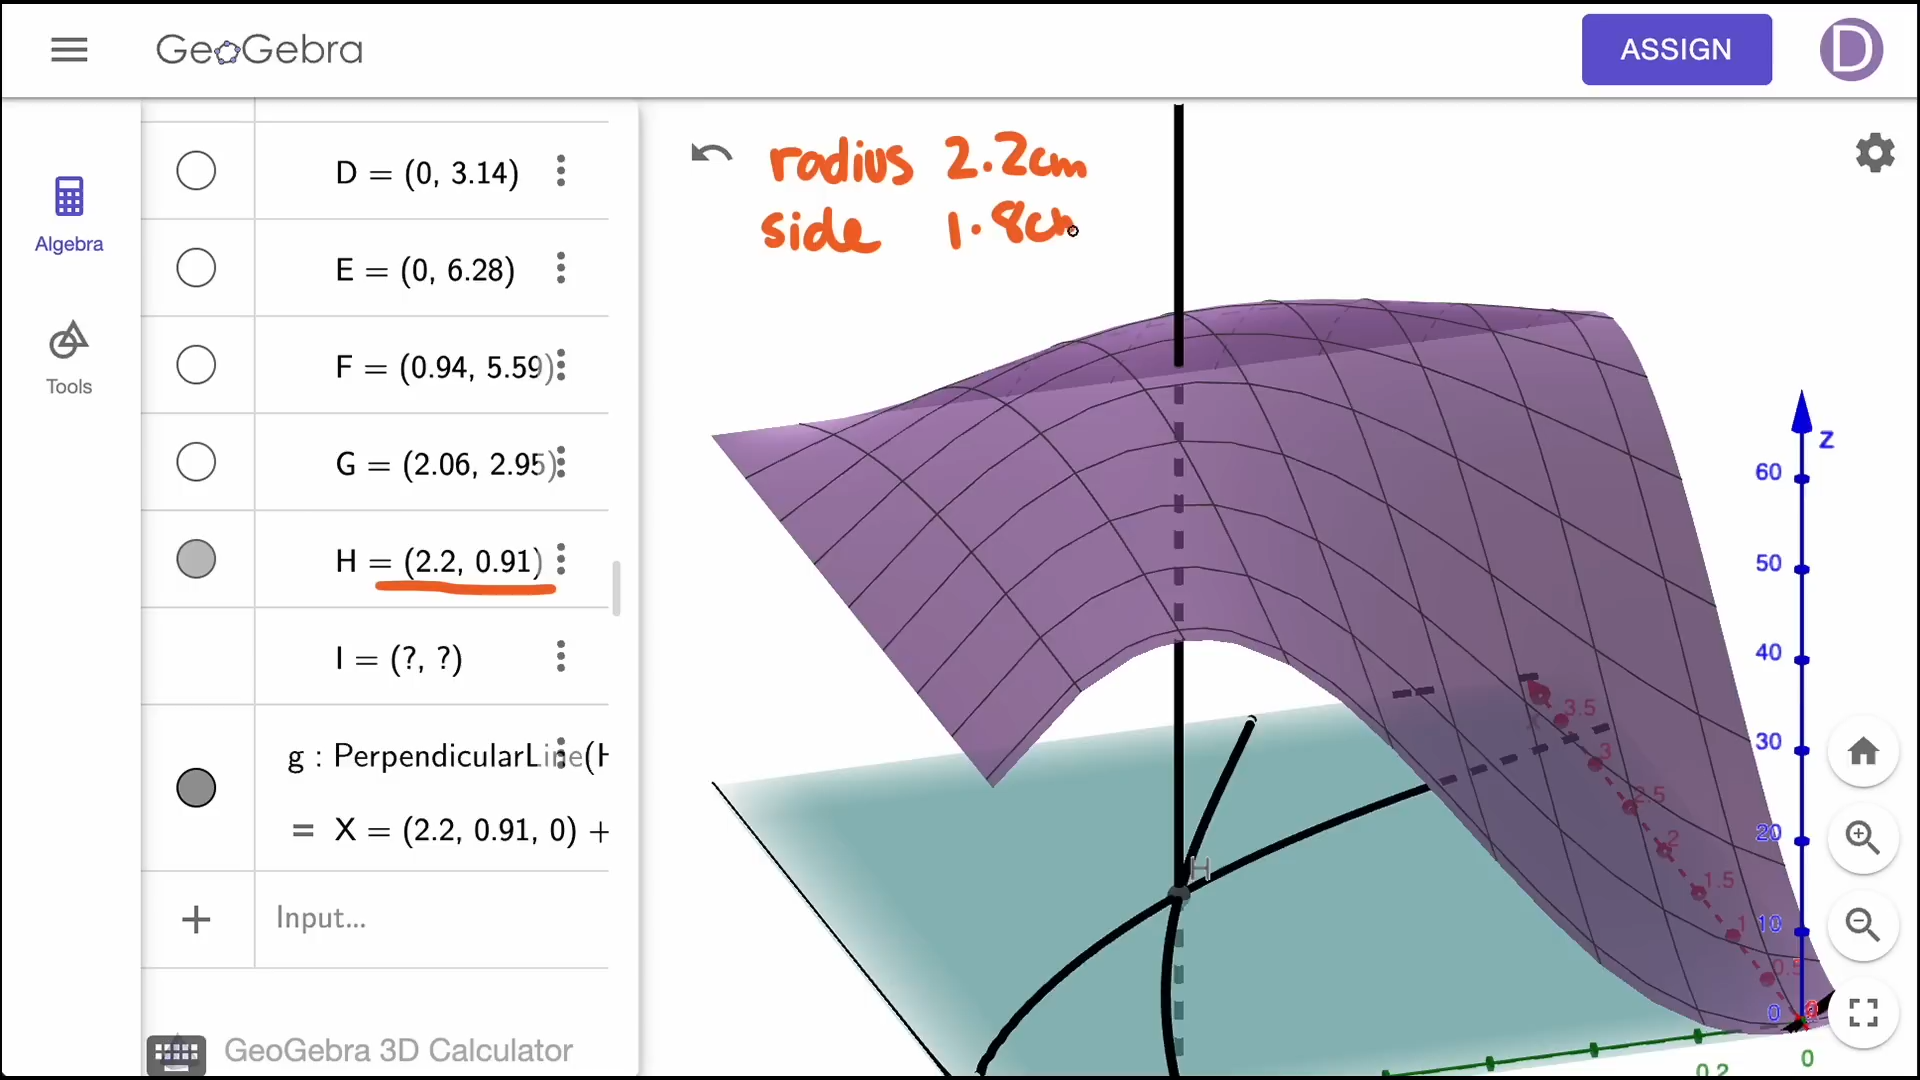 GeoGebra
ASSIGN
D
radius 2.2cm
side 1.8cm
D = (0, 3.14)
Algebra
E = (0, 6.28)
Tools
F = (0.94, 5.59)
G = (2.06, 2.95)
H = (2.2, 0.91)
I = (?, ?)
g : PerpendicularLine(H
= X = (2.2, 0.91, 0) +
Input...
GeoGebra 3D Calculator
z
60
50
40
30
20
10
0
3.5
3
2.5
2
1.5
1
0.5
H
0.2
0